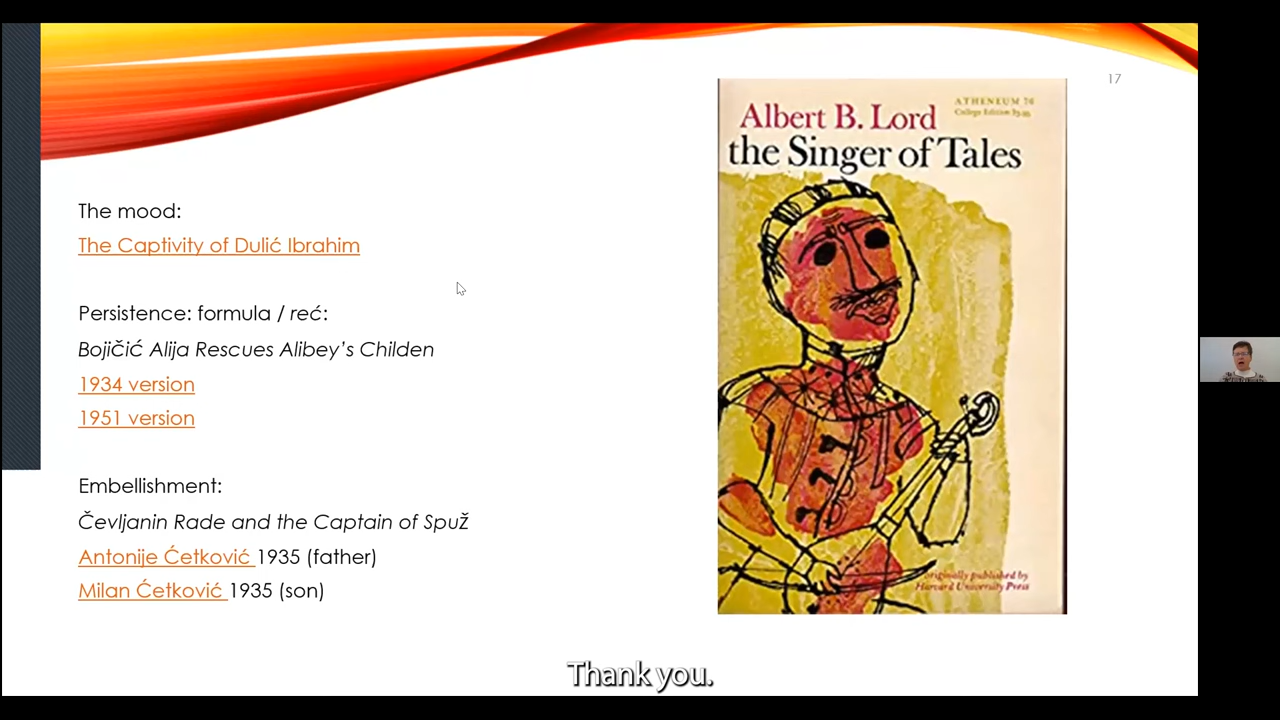 17
The mood:
The Captivity of Dulić Ibrahim
Persistence: formula / reć:
Bojičić Alija Rescues Alibey’s Childen
1934 version
1951 version
Embellishment:
Čevljanin Rade and the Captain of Spuž
Antonije Ćetković 1935 (father)
Milan Ćetković 1935 (son)
ATHENEUM 76
College Edition $3.95
Albert B. Lord
the Singer of Tales
originally published by
Harvard University Press
Thank you.